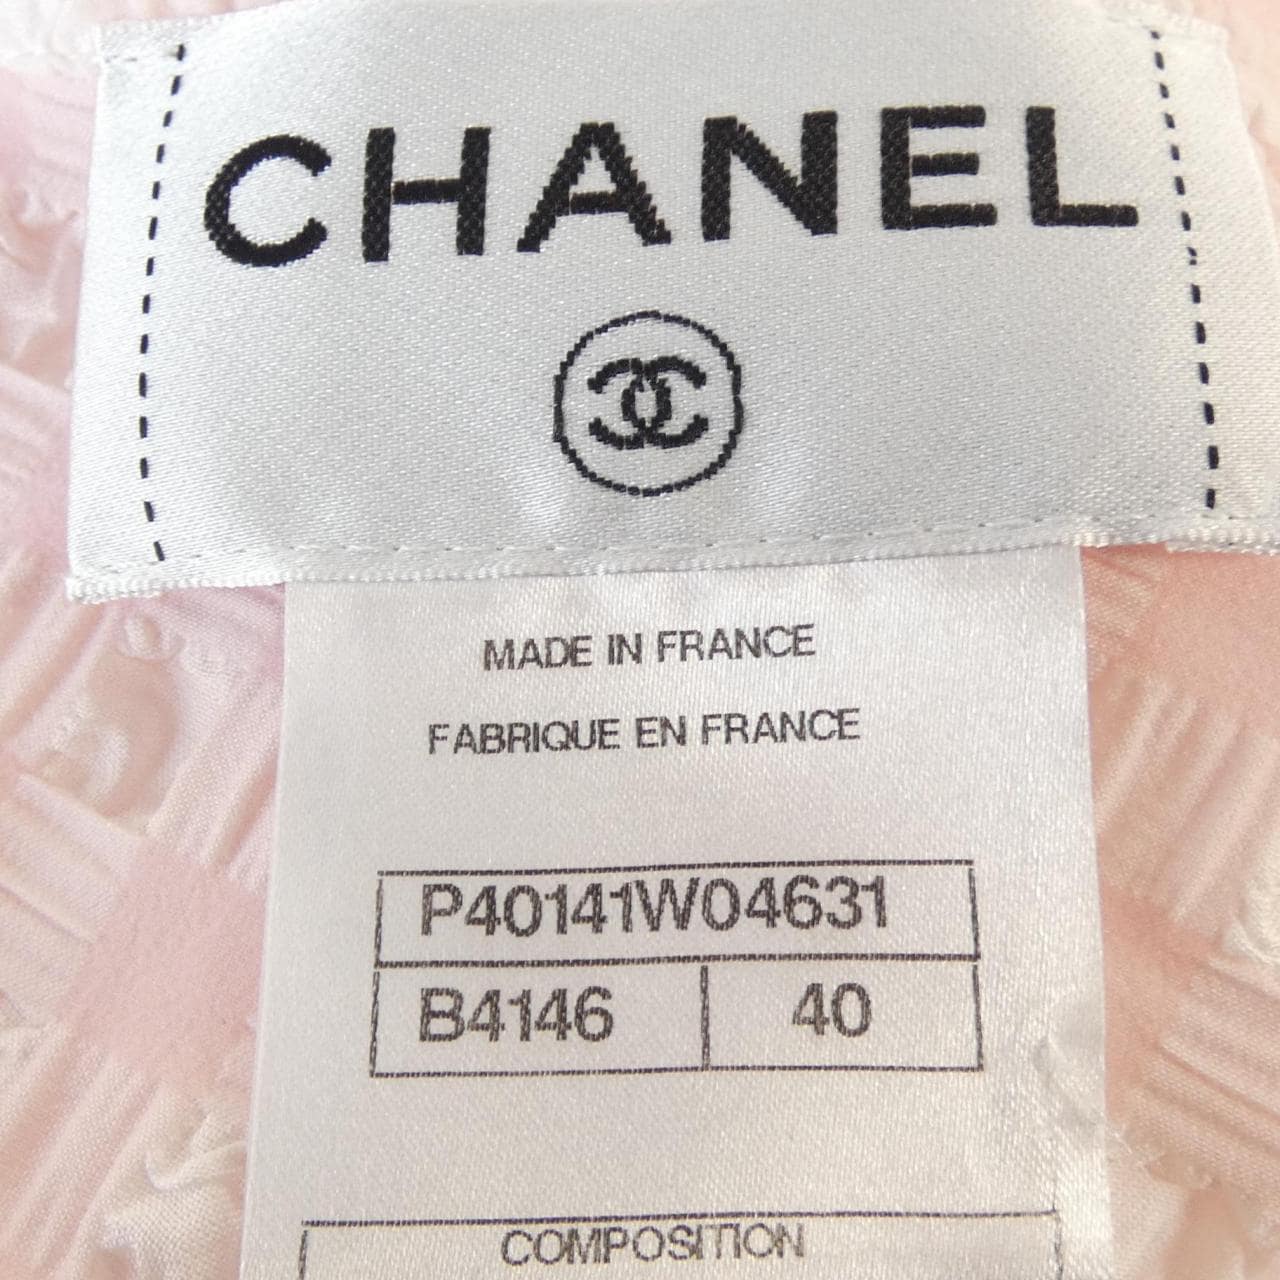 CHANEL
MADE IN FRANCE
FABRIQUE EN FRANCE
P40141W04631
B4146 40
COMPOSITION